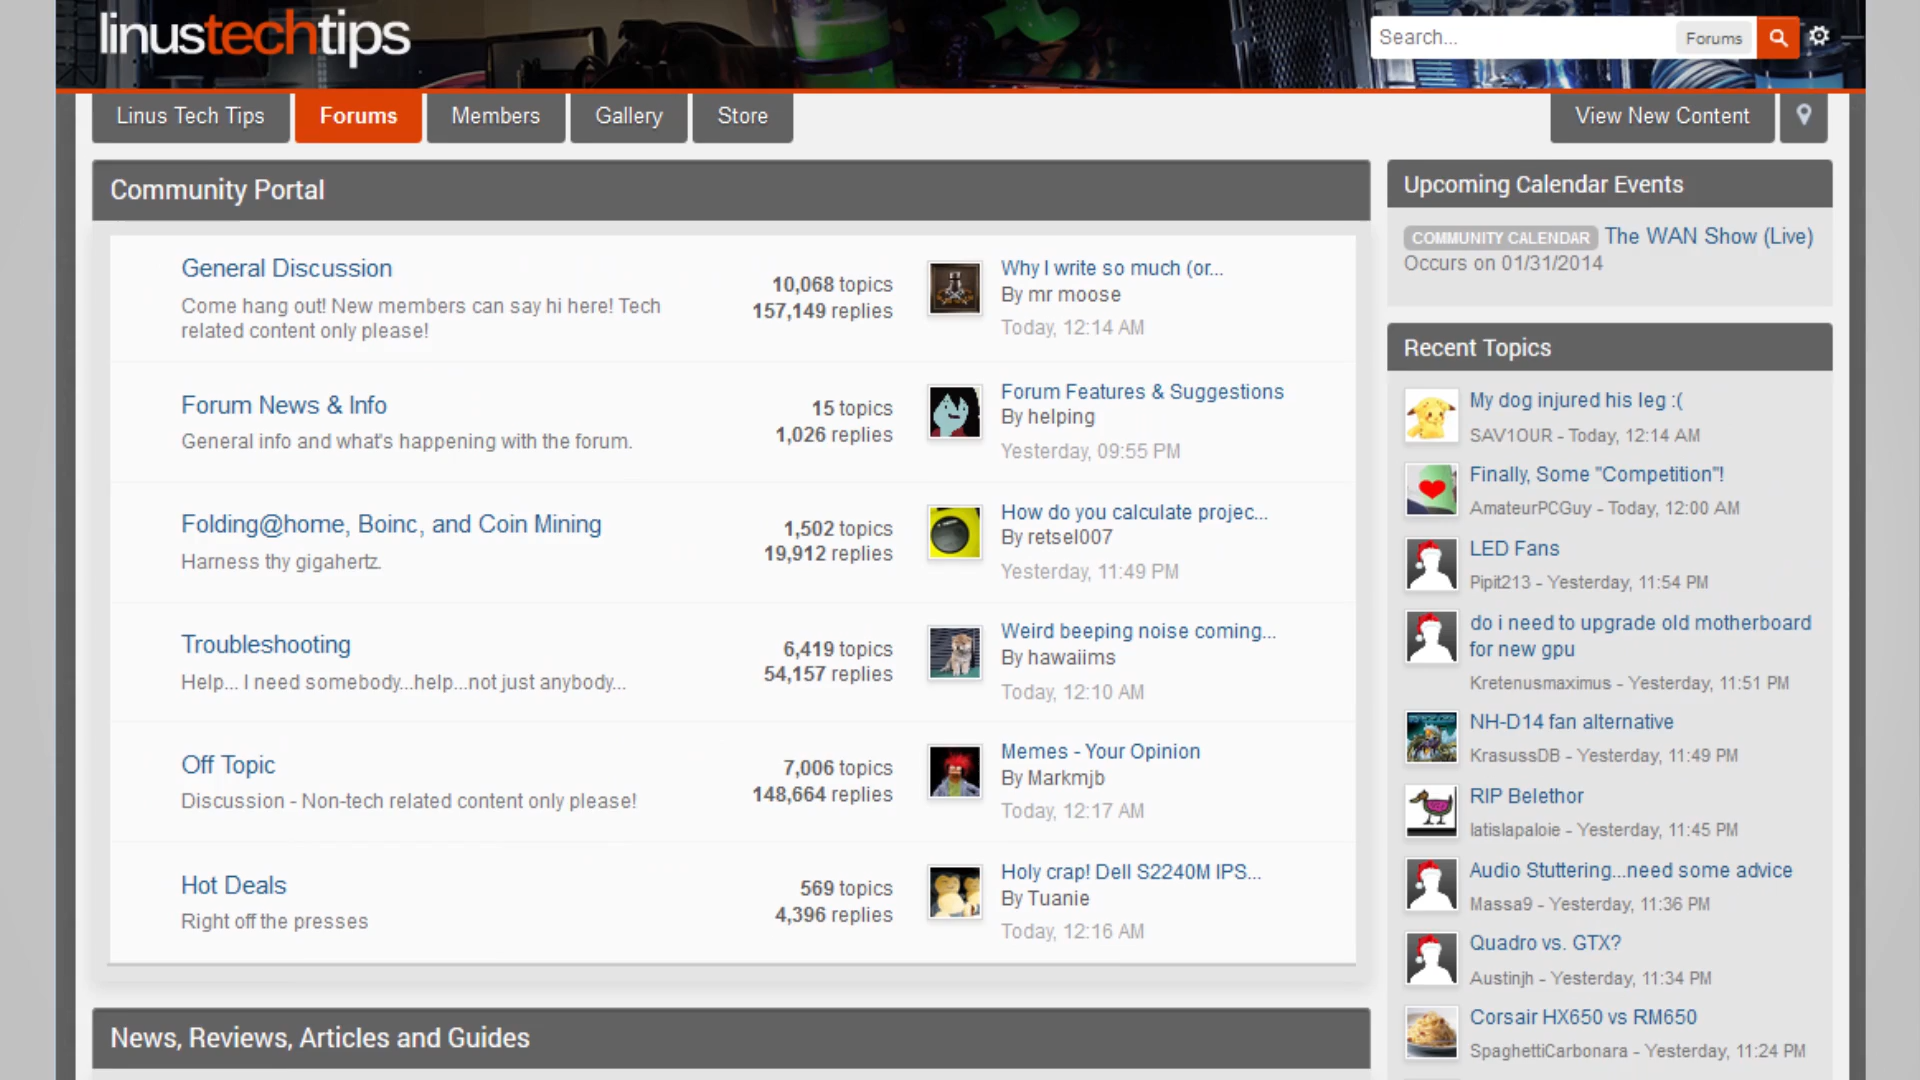 linustechtips
Search...
Forums
Linus Tech Tips
Forums
Members
Gallery
Store
View New Content
Community Portal
General Discussion
Come hang out! New members can say hi here! Tech
related content only please!
10,068 topics
157,149 replies
Why I write so much (or...
By mr moose
Today, 12:14 AM
Forum News & Info
General info and what's happening with the forum.
15 topics
1,026 replies
Forum Features & Suggestions
By helping
Yesterday, 09:55 PM
Folding@home, Boinc, and Coin Mining
Harness thy gigahertz.
1,502 topics
19,912 replies
How do you calculate projec...
By retsel007
Yesterday, 11:49 PM
Troubleshooting
Help... I need somebody...help...not just anybody...
6,419 topics
54,157 replies
Weird beeping noise coming...
By hawaiims
Today, 12:10 AM
Off Topic
Discussion - Non-tech related content only please!
7,006 topics
148,664 replies
Memes - Your Opinion
By Markmjb
Today, 12:17 AM
Hot Deals
Right off the presses
569 topics
4,396 replies
Holy crap! Dell S2240M IPS...
By Tuanie
Today, 12:16 AM
News, Reviews, Articles and Guides
Upcoming Calendar Events
COMMUNITY CALENDAR The WAN Show (Live)
Occurs on 01/31/2014
Recent Topics
My dog injured his leg :(
SAV1OUR - Today, 12:14 AM
Finally, Some "Competition"!
AmateurPCGuy - Today, 12:00 AM
LED Fans
Pipit213 - Yesterday, 11:54 PM
do i need to upgrade old motherboard
for new gpu
Kretenusmaximus - Yesterday, 11:51 PM
NH-D14 fan alternative
KrasussDB - Yesterday, 11:49 PM
RIP Belethor
latislapaloie - Yesterday, 11:45 PM
Audio Stuttering...need some advice
Massa9 - Yesterday, 11:36 PM
Quadro vs. GTX?
Austinjh - Yesterday, 11:34 PM
Corsair HX650 vs RM650
SpaghettiCarbonara - Yesterday, 11:24 PM